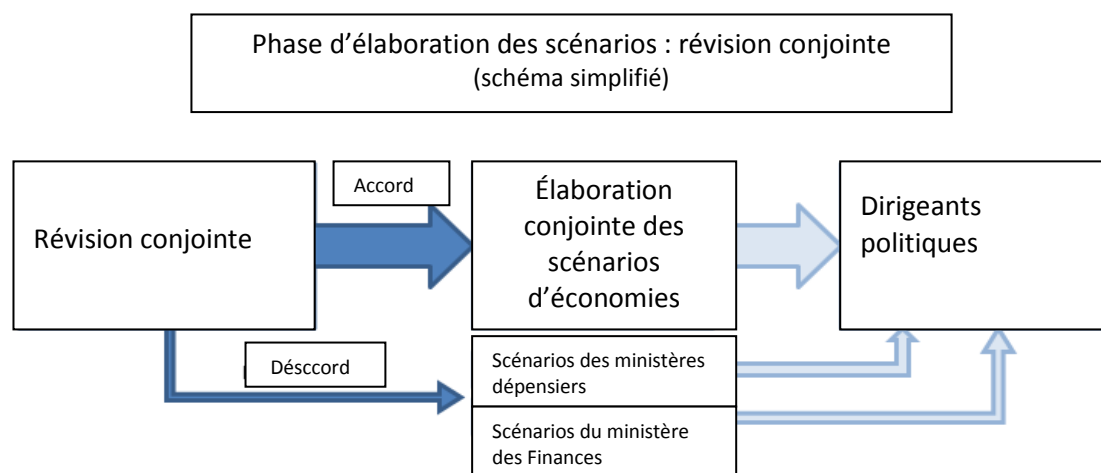 Phase d’élaboration des scénarios : révision conjointe
(schéma simplifié)
Révision conjointe
Accord
Élaboration
conjointe des
scénarios
d’économies
Dirigeants
politiques
Désccord
Scénarios des ministères
dépensiers
Scénarios du ministère
des Finances